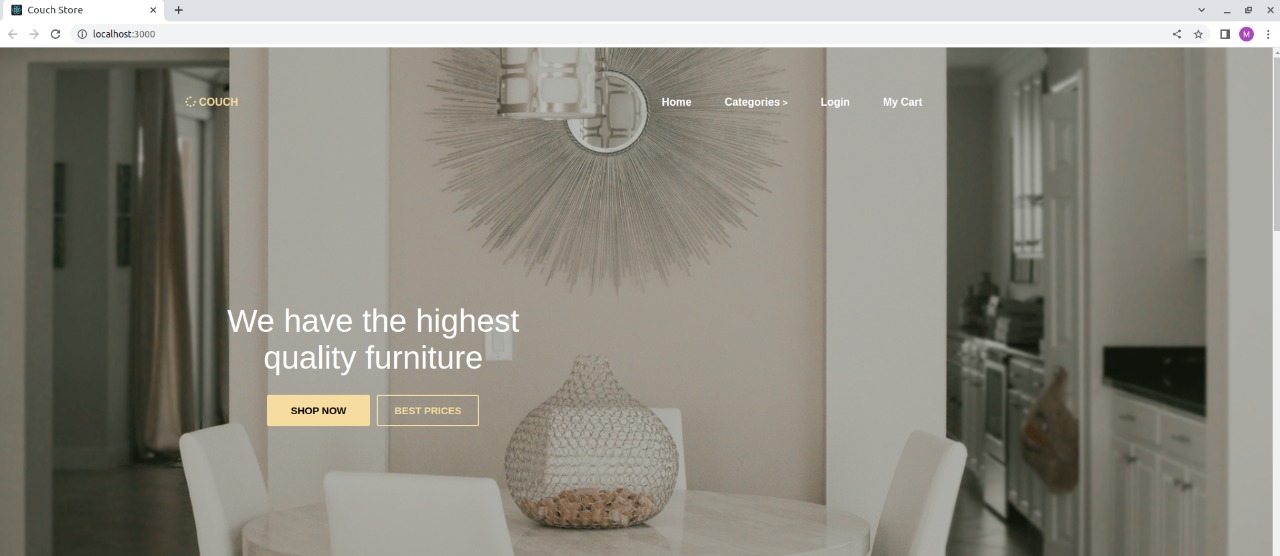 Couch Store
localhost:3000
M
COUCH
Home
Categories >
Login
My Cart
We have the highest
quality furniture
SHOP NOW
BEST PRICES